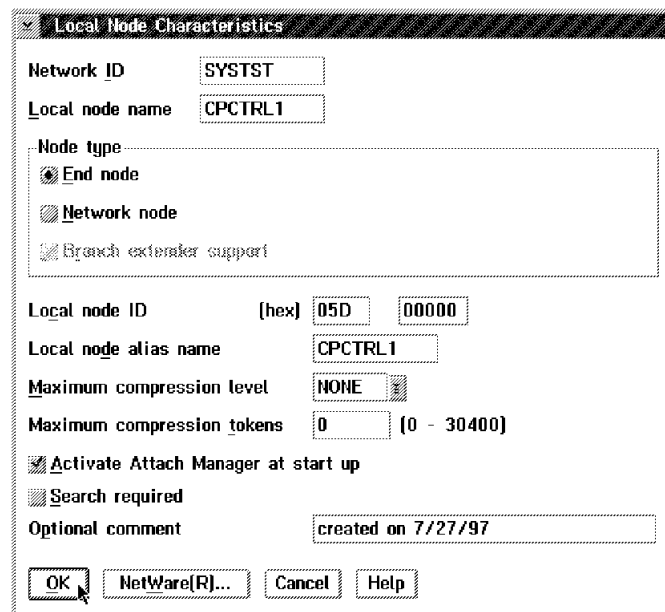 Local Node Characteristics
Network ID SYSTST
Local node name CPCTRL1
Node type
End node
Network node
Branch extender support
Local node ID (hex) 05D 00000
Local node alias name CPCTRL1
Maximum compression level NONE
Maximum compression tokens 0 (0 - 30400)
Activate Attach Manager at start up
Search required
Optional comment created on 7/27/97
OK NetWare(R)... Cancel Help